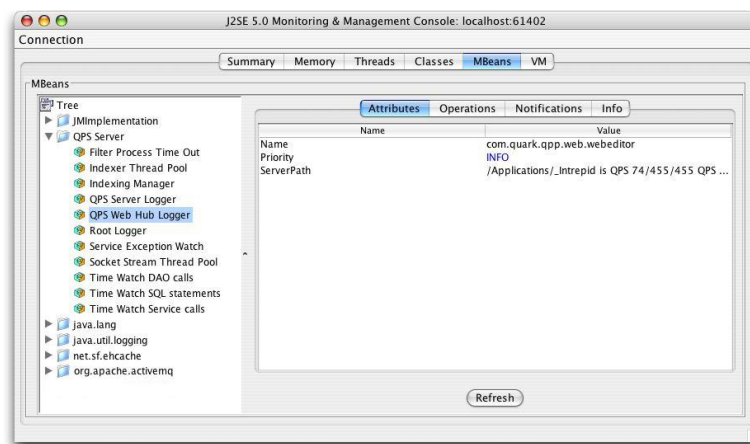 J2SE 5.0 Monitoring & Management Console: localhost:61402
Connection
Summary Memory Threads Classes MBeans VM
MBeans
Tree
JMImplementation
QPS Server
Filter Process Time Out
Indexer Thread Pool
Indexing Manager
QPS Server Logger
QPS Web Hub Logger
Root Logger
Service Exception Watch
Socket Stream Thread Pool
Time Watch DAO calls
Time Watch SQL statements
Time Watch Service calls
java.lang
java.util.logging
net.sf.ehcache
org.apache.activemq
Attributes Operations Notifications Info
Name Value
Name com.quark.qpp.web.webeditor
Priority INFO
ServerPath /Applications/_Intrepid is QPS 74/455/455 QPS ...
Refresh